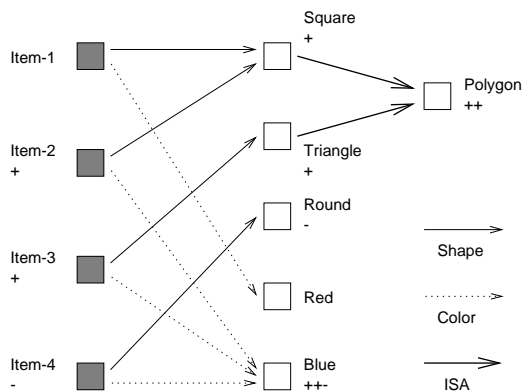 Item-1
Item-2
+
Item-3
+
Item-4
-
Square
+
Triangle
+
Round
-
Red
Blue
++-
Polygon
++
Shape
Color
ISA